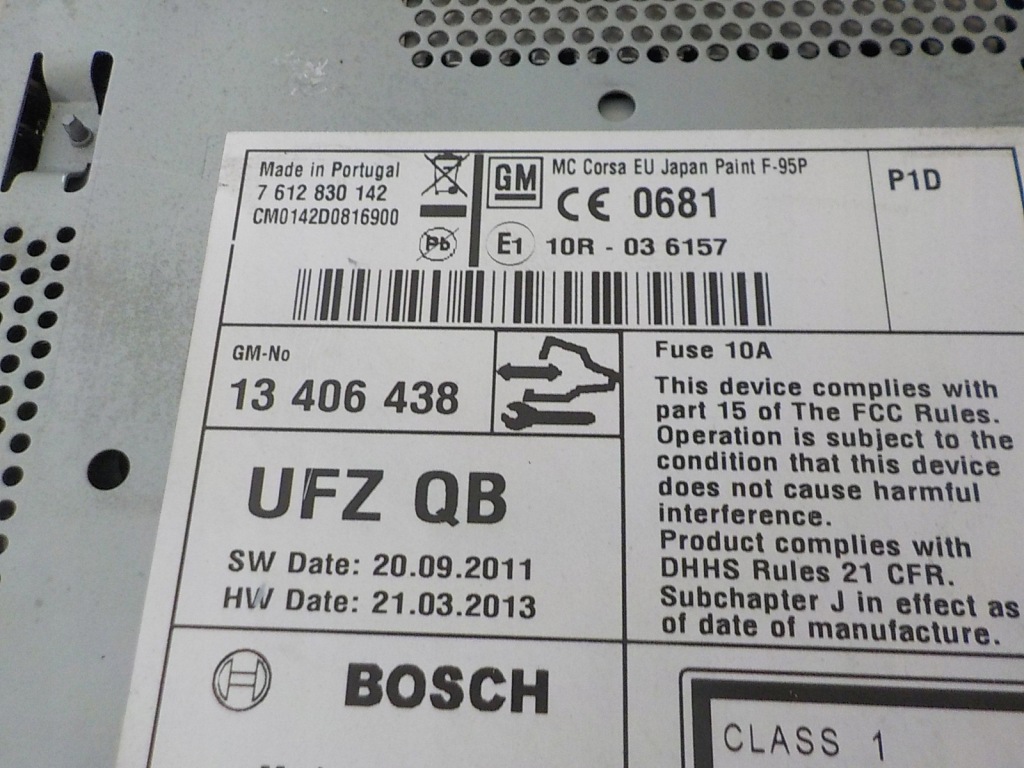 Made in Portugal
7 612 830 142
CM0142D0816900
Pb
GM
MC Corsa EU Japan Paint F-95P
CE 0681
E1 10R - 03 6157
P1D
GM-No
13 406 438
UFZ QB
SW Date: 20.09.2011
HW Date: 21.03.2013
Fuse 10A
This device complies with
part 15 of The FCC Rules.
Operation is subject to the
condition that this device
does not cause harmful
interference.
Product complies with
DHHS Rules 21 CFR.
Subchapter J in effect as
of date of manufacture.
BOSCH
CLASS 1